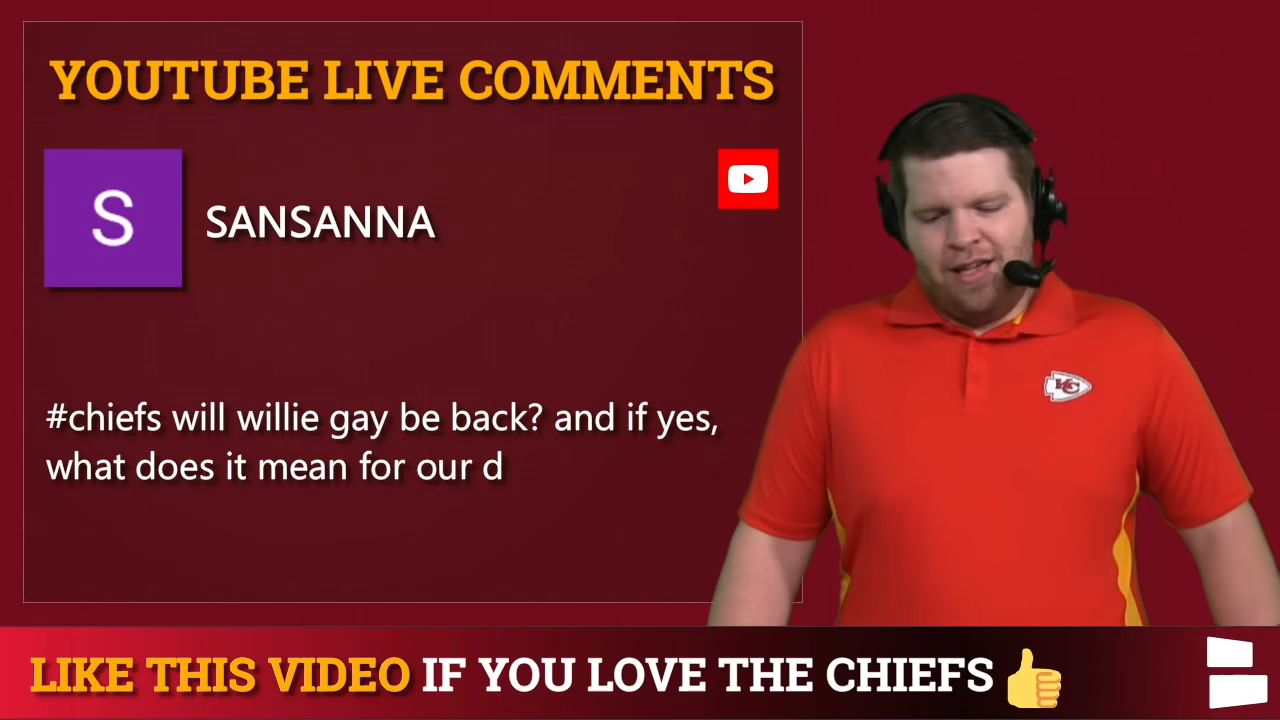 YOUTUBE LIVE COMMENTS
S
SANSANNA
#chiefs will willie gay be back? and if yes,
what does it mean for our d
KC
LIKE THIS VIDEO IF YOU LOVE THE CHIEFS